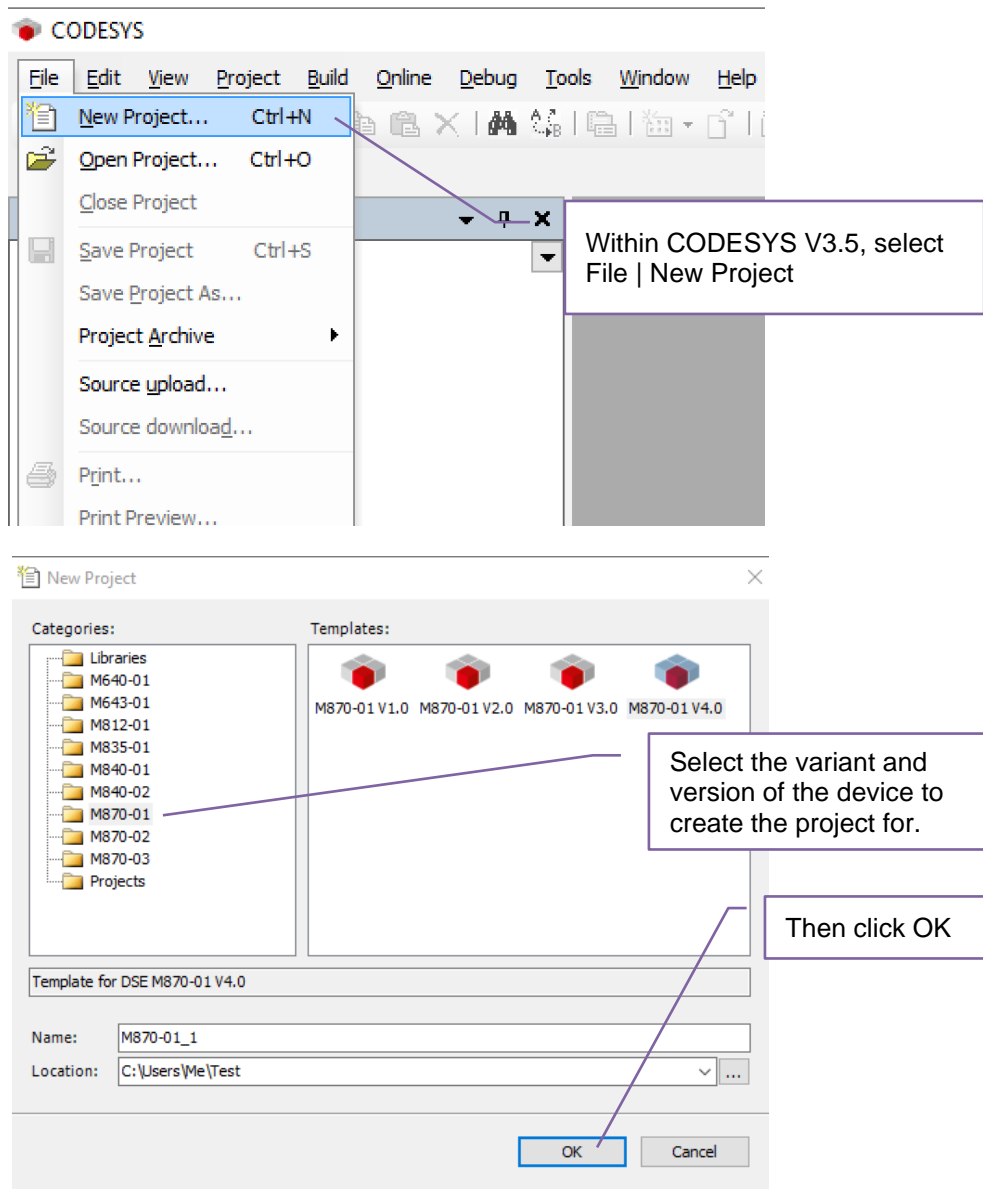 CODESYS
File Edit View Project Build Online Debug Tools Window Help
New Project... Ctrl+N
Open Project... Ctrl+O
Close Project
Save Project Ctrl+S
Save Project As...
Project Archive
Source upload...
Source download...
Print...
Print Preview...
Within CODESYS V3.5, select
File | New Project
New Project
Categories:
Libraries
M640-01
M643-01
M812-01
M835-01
M840-01
M840-02
M870-01
M870-02
M870-03
Projects
Templates:
M870-01 V1.0 M870-01 V2.0 M870-01 V3.0 M870-01 V4.0
Select the variant and
version of the device to
create the project for.
Then click OK
Template for DSE M870-01 V4.0
Name: M870-01_1
Location: C:\Users\Me\Test ...
OK Cancel